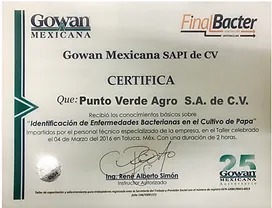 Gowan
MEXICANA
FinalBacter
Gowan Mexicana SAPI de CV
CERTIFICA
Que: Punto Verde Agro S.A. de C.V.
Recibió los conocimientos básicos sobre
"Identificación de Enfermedades Bacterianas en el Cultivo de Papa"
Impartidos por el personal técnico especializado de la empresa, en el Taller celebrado
el 04 de Marzo 2016 en Toluca. Méx. Con una duración de 2 horas.
Ing. René Alberto Simón
Instructor Autorizado
25
Gowan
MEXICANA
Aniversario